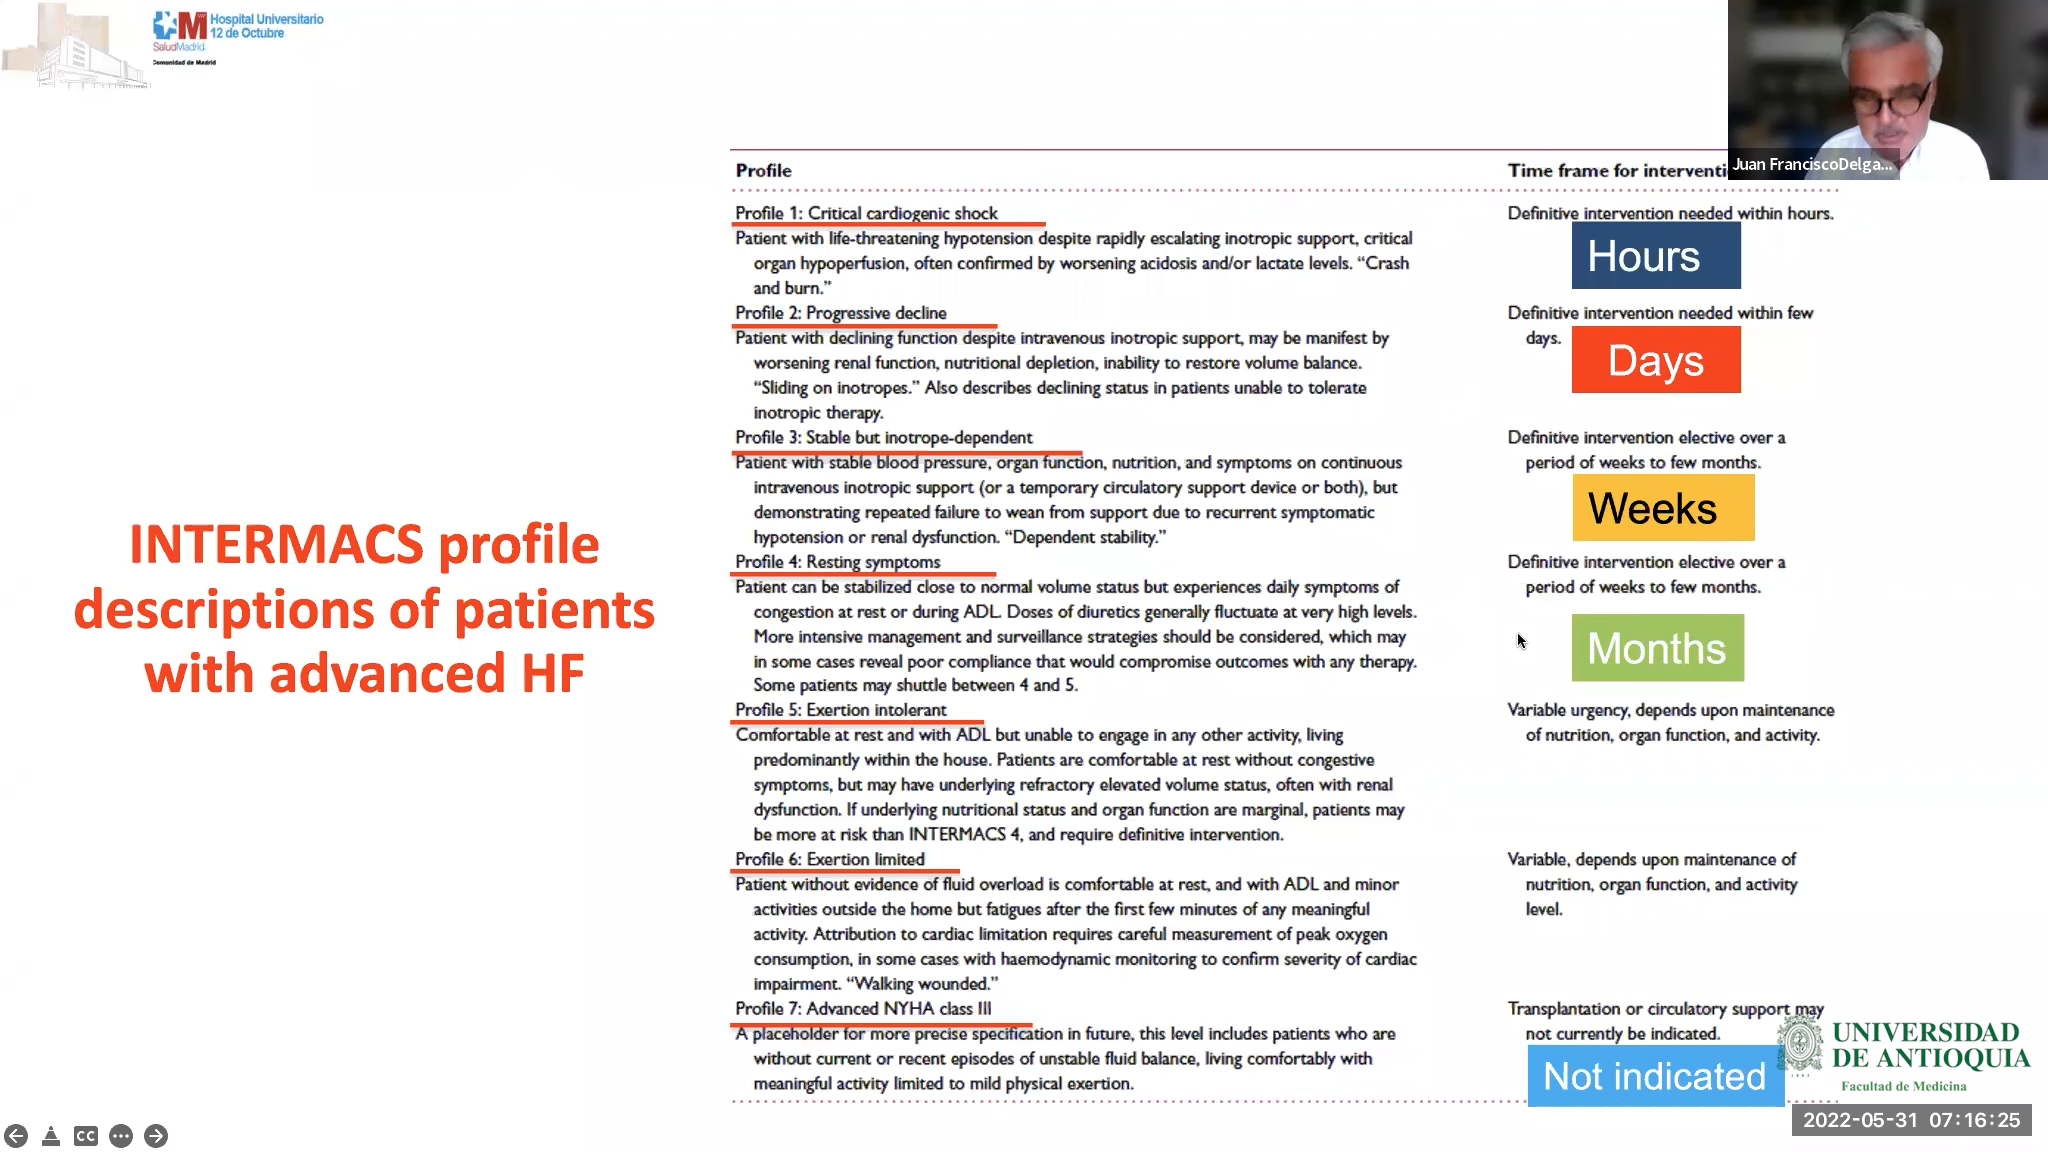 Hospital Universitario
12 de Octubre
SaludMadrid
Comunidad de Madrid
Juan FranciscoDelga...
INTERMACS profile
descriptions of patients
with advanced HF
Profile
Time frame for interventi
Profile 1: Critical cardiogenic shock
Definitive intervention needed within hours.
Hours
Patient with life-threatening hypotension despite rapidly escalating inotropic support, critical
organ hypoperfusion, often confirmed by worsening acidosis and/or lactate levels. “Crash
and burn.”
Profile 2: Progressive decline
Definitive intervention needed within few
days.
Days
Patient with declining function despite intravenous inotropic support, may be manifest by
worsening renal function, nutritional depletion, inability to restore volume balance.
“Sliding on inotropes.” Also describes declining status in patients unable to tolerate
inotropic therapy.
Profile 3: Stable but inotrope-dependent
Definitive intervention elective over a
period of weeks to few months.
Weeks
Patient with stable blood pressure, organ function, nutrition, and symptoms on continuous
intravenous inotropic support (or a temporary circulatory support device or both), but
demonstrating repeated failure to wean from support due to recurrent symptomatic
hypotension or renal dysfunction. “Dependent stability.”
Profile 4: Resting symptoms
Definitive intervention elective over a
period of weeks to few months.
Months
Patient can be stabilized close to normal volume status but experiences daily symptoms of
congestion at rest or during ADL. Doses of diuretics generally fluctuate at very high levels.
More intensive management and surveillance strategies should be considered, which may
in some cases reveal poor compliance that would compromise outcomes with any therapy.
Some patients may shuttle between 4 and 5.
Profile 5: Exertion intolerant
Variable urgency, depends upon maintenance
of nutrition, organ function, and activity.
Comfortable at rest and with ADL but unable to engage in any other activity, living
predominantly within the house. Patients are comfortable at rest without congestive
symptoms, but may have underlying refractory elevated volume status, often with renal
dysfunction. If underlying nutritional status and organ function are marginal, patients may
be more at risk than INTERMACS 4, and require definitive intervention.
Profile 6: Exertion limited
Variable, depends upon maintenance of
nutrition, organ function, and activity
level.
Patient without evidence of fluid overload is comfortable at rest, and with ADL and minor
activities outside the home but fatigues after the first few minutes of any meaningful
activity. Attribution to cardiac limitation requires careful measurement of peak oxygen
consumption, in some cases with haemodynamic monitoring to confirm severity of cardiac
impairment. “Walking wounded.”
Profile 7: Advanced NYHA class III
Transplantation or circulatory support may
not currently be indicated.
Not indicated
A placeholder for more precise specification in future, this level includes patients who are
without current or recent episodes of unstable fluid balance, living comfortably with
meaningful activity limited to mild physical exertion.
UNIVERSIDAD
DE ANTIOQUIA
1803
Facultad de Medicina
CC
2022-05-31 07:16:25